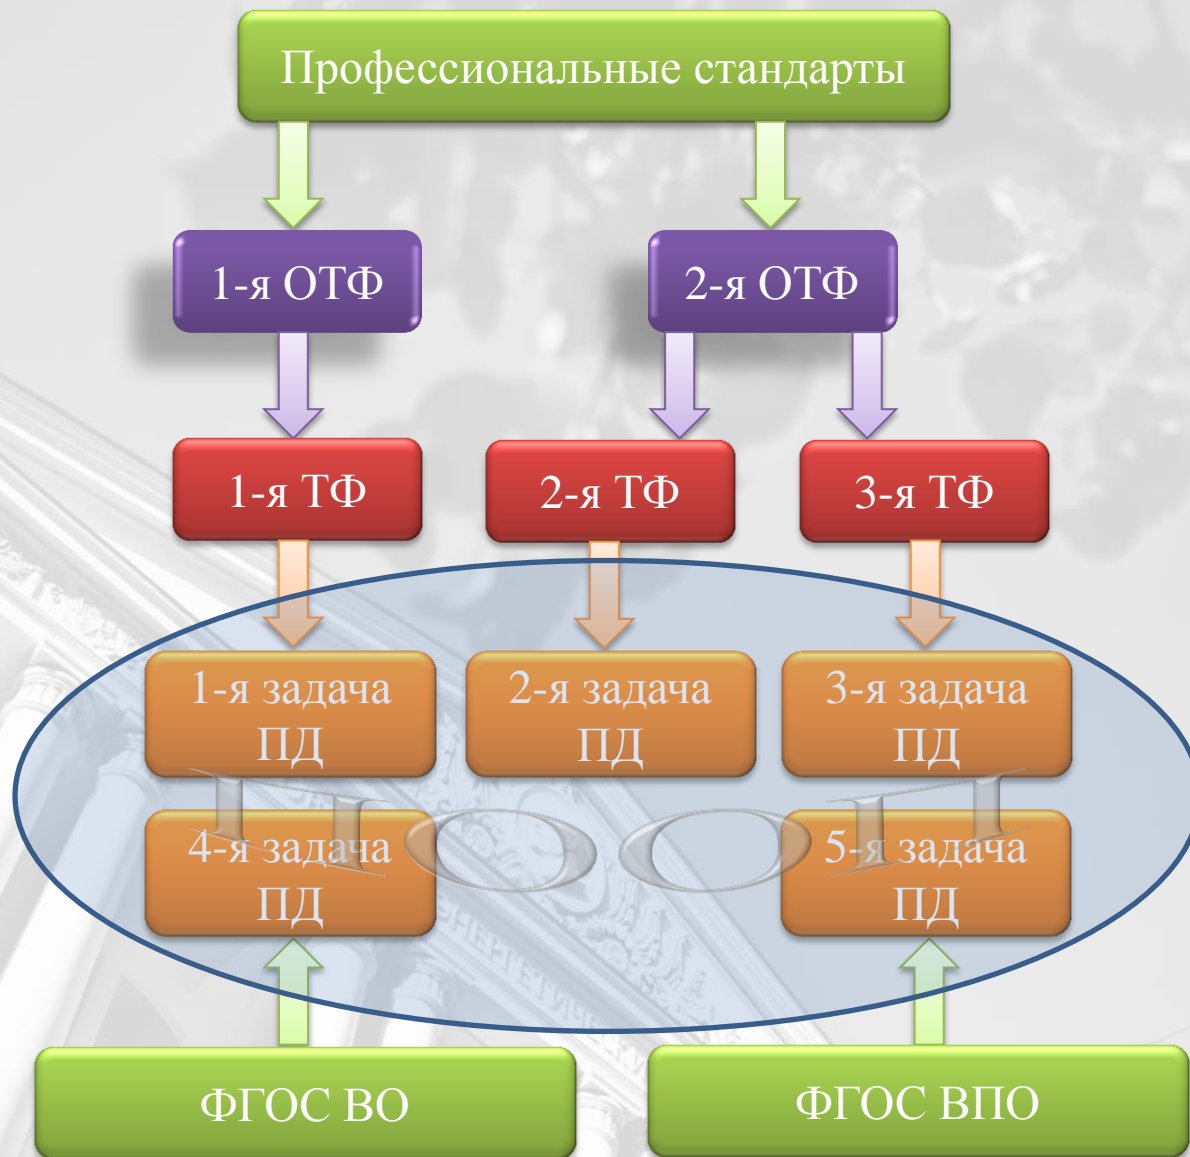 Профессиональные стандарты
1-я ОТФ
2-я ОТФ
1-я ТФ
2-я ТФ
3-я ТФ
1-я задача
ПД
2-я задача
ПД
3-я задача
ПД
ПООП
4-я задача
ПД
5-я задача
ПД
ФГОС ВО
ФГОС ВПО